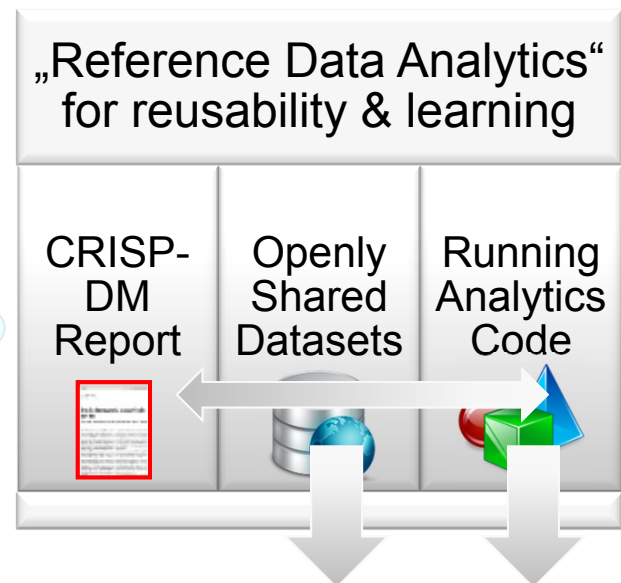 „Reference Data Analytics“
for reusability & learning
CRISP-
DM
Report
Openly
Shared
Datasets
Running
Analytics
Code